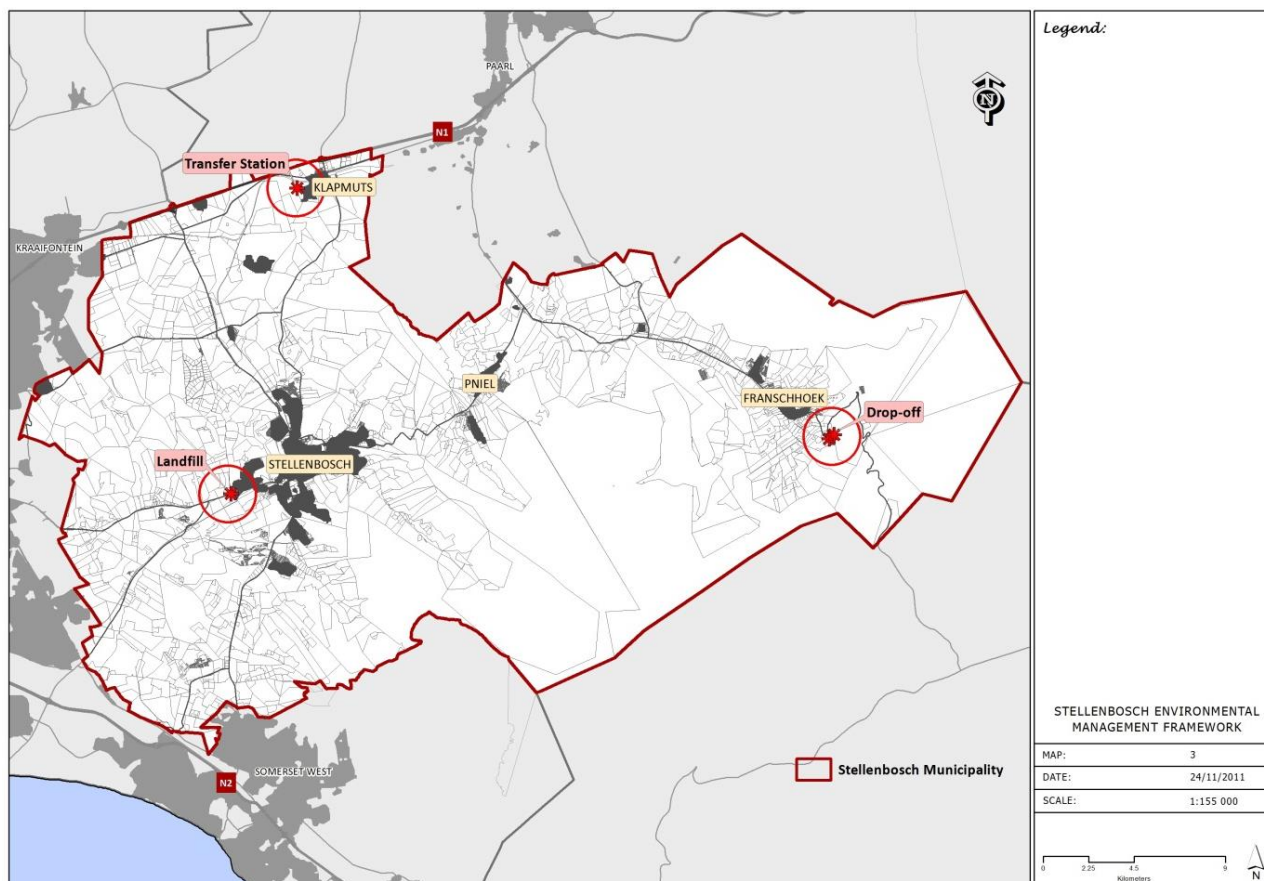 Legend:
PAARL
N
N1
Transfer Station
KLAPMUTS
KRAAIFONTEIN
PNIEL
FRANSCHHOEK
Drop-off
STELLENBOSCH
Landfill
STELLENBOSCH ENVIRONMENTAL
MANAGEMENT FRAMEWORK
MAP: 3
DATE: 24/11/2011
SCALE: 1:155 000
SOMERSET WEST
N2
Stellenbosch Municipality
0 2.25 4.5 9
Kilometers
N